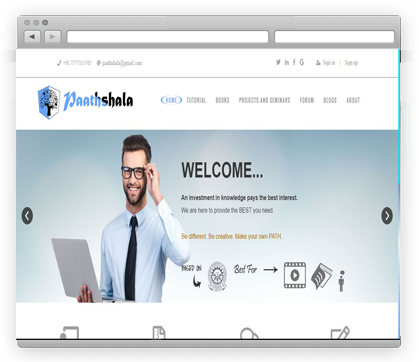 paathshala@gmail.com Sign in | Sign up
Paathshala
HOME TUTORIAL BOOKS PROJECTS AND SEMINARS FORUM BLOGS ABOUT
WELCOME...
An investment in knowledge pays the best interest.
We are here to provide the BEST you need.
Be different. Be creative. Make your own PATH.
BASED ON Best For